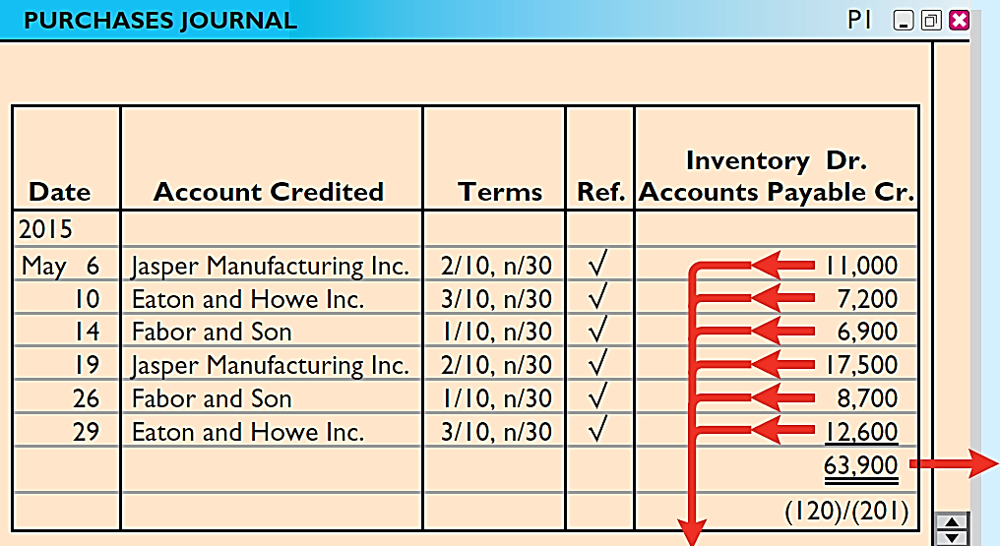 PURCHASES JOURNAL P1
Inventory Dr.
Date Account Credited Terms Ref. Accounts Payable Cr.
2015
May 6 Jasper Manufacturing Inc. 2/10, n/30 √ 11,000
10 Eaton and Howe Inc. 3/10, n/30 √ 7,200
14 Fabor and Son 1/10, n/30 √ 6,900
19 Jasper Manufacturing Inc. 2/10, n/30 √ 17,500
26 Fabor and Son 1/10, n/30 √ 8,700
29 Eaton and Howe Inc. 3/10, n/30 √ 12,600
63,900
(120)/(201)